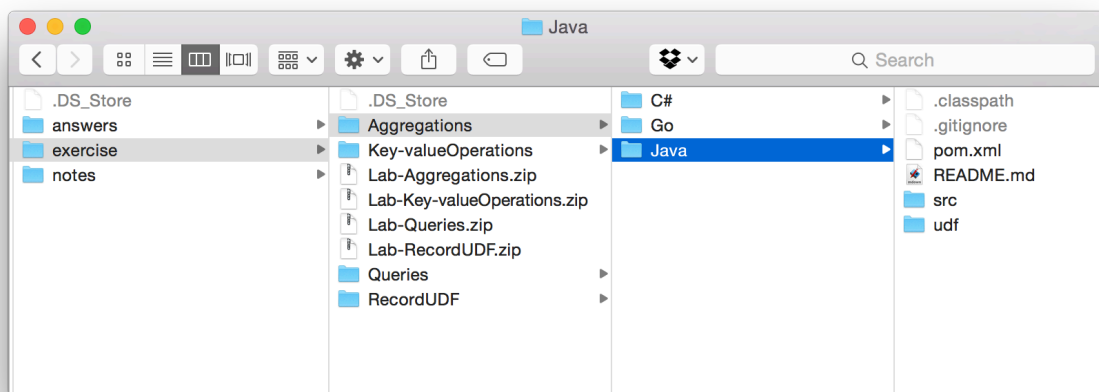 Java
Search
.DS_Store
answers
exercise
notes
.DS_Store
Aggregations
Key-valueOperations
Lab-Aggregations.zip
Lab-Key-valueOperations.zip
Lab-Queries.zip
Lab-RecordUDF.zip
Queries
RecordUDF
C#
Go
Java
.classpath
.gitignore
pom.xml
README.md
src
udf